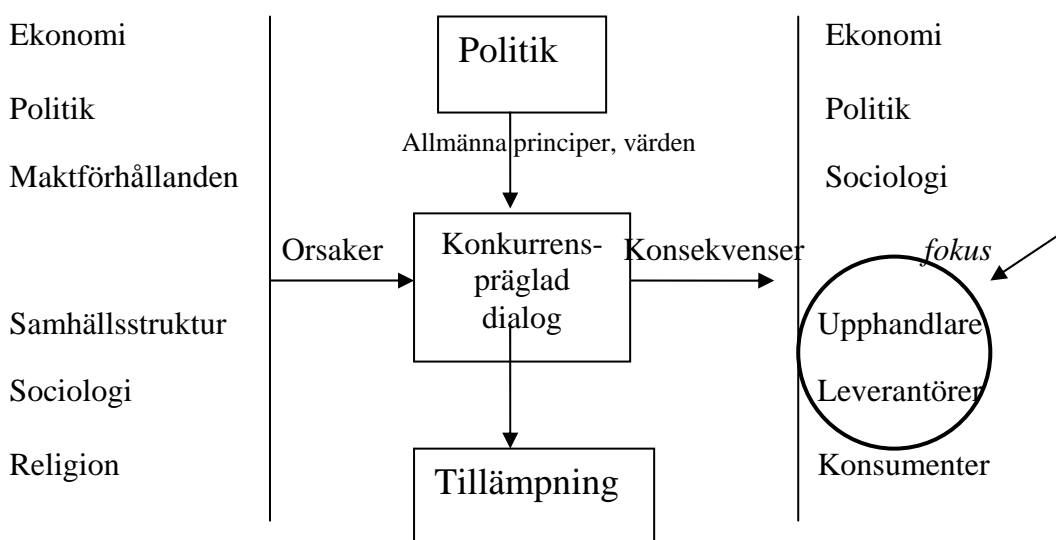 Ekonomi
Politik
Maktförhållanden
Samhällsstruktur
Sociologi
Religion
Orsaker
Politik
Allmänna principer, värden
Konkurrens-
präglad
dialog
Tillämpning
Konsekvenser
Ekonomi
Politik
Sociologi
fokus
Upphandlare
Leverantörer
Konsumenter